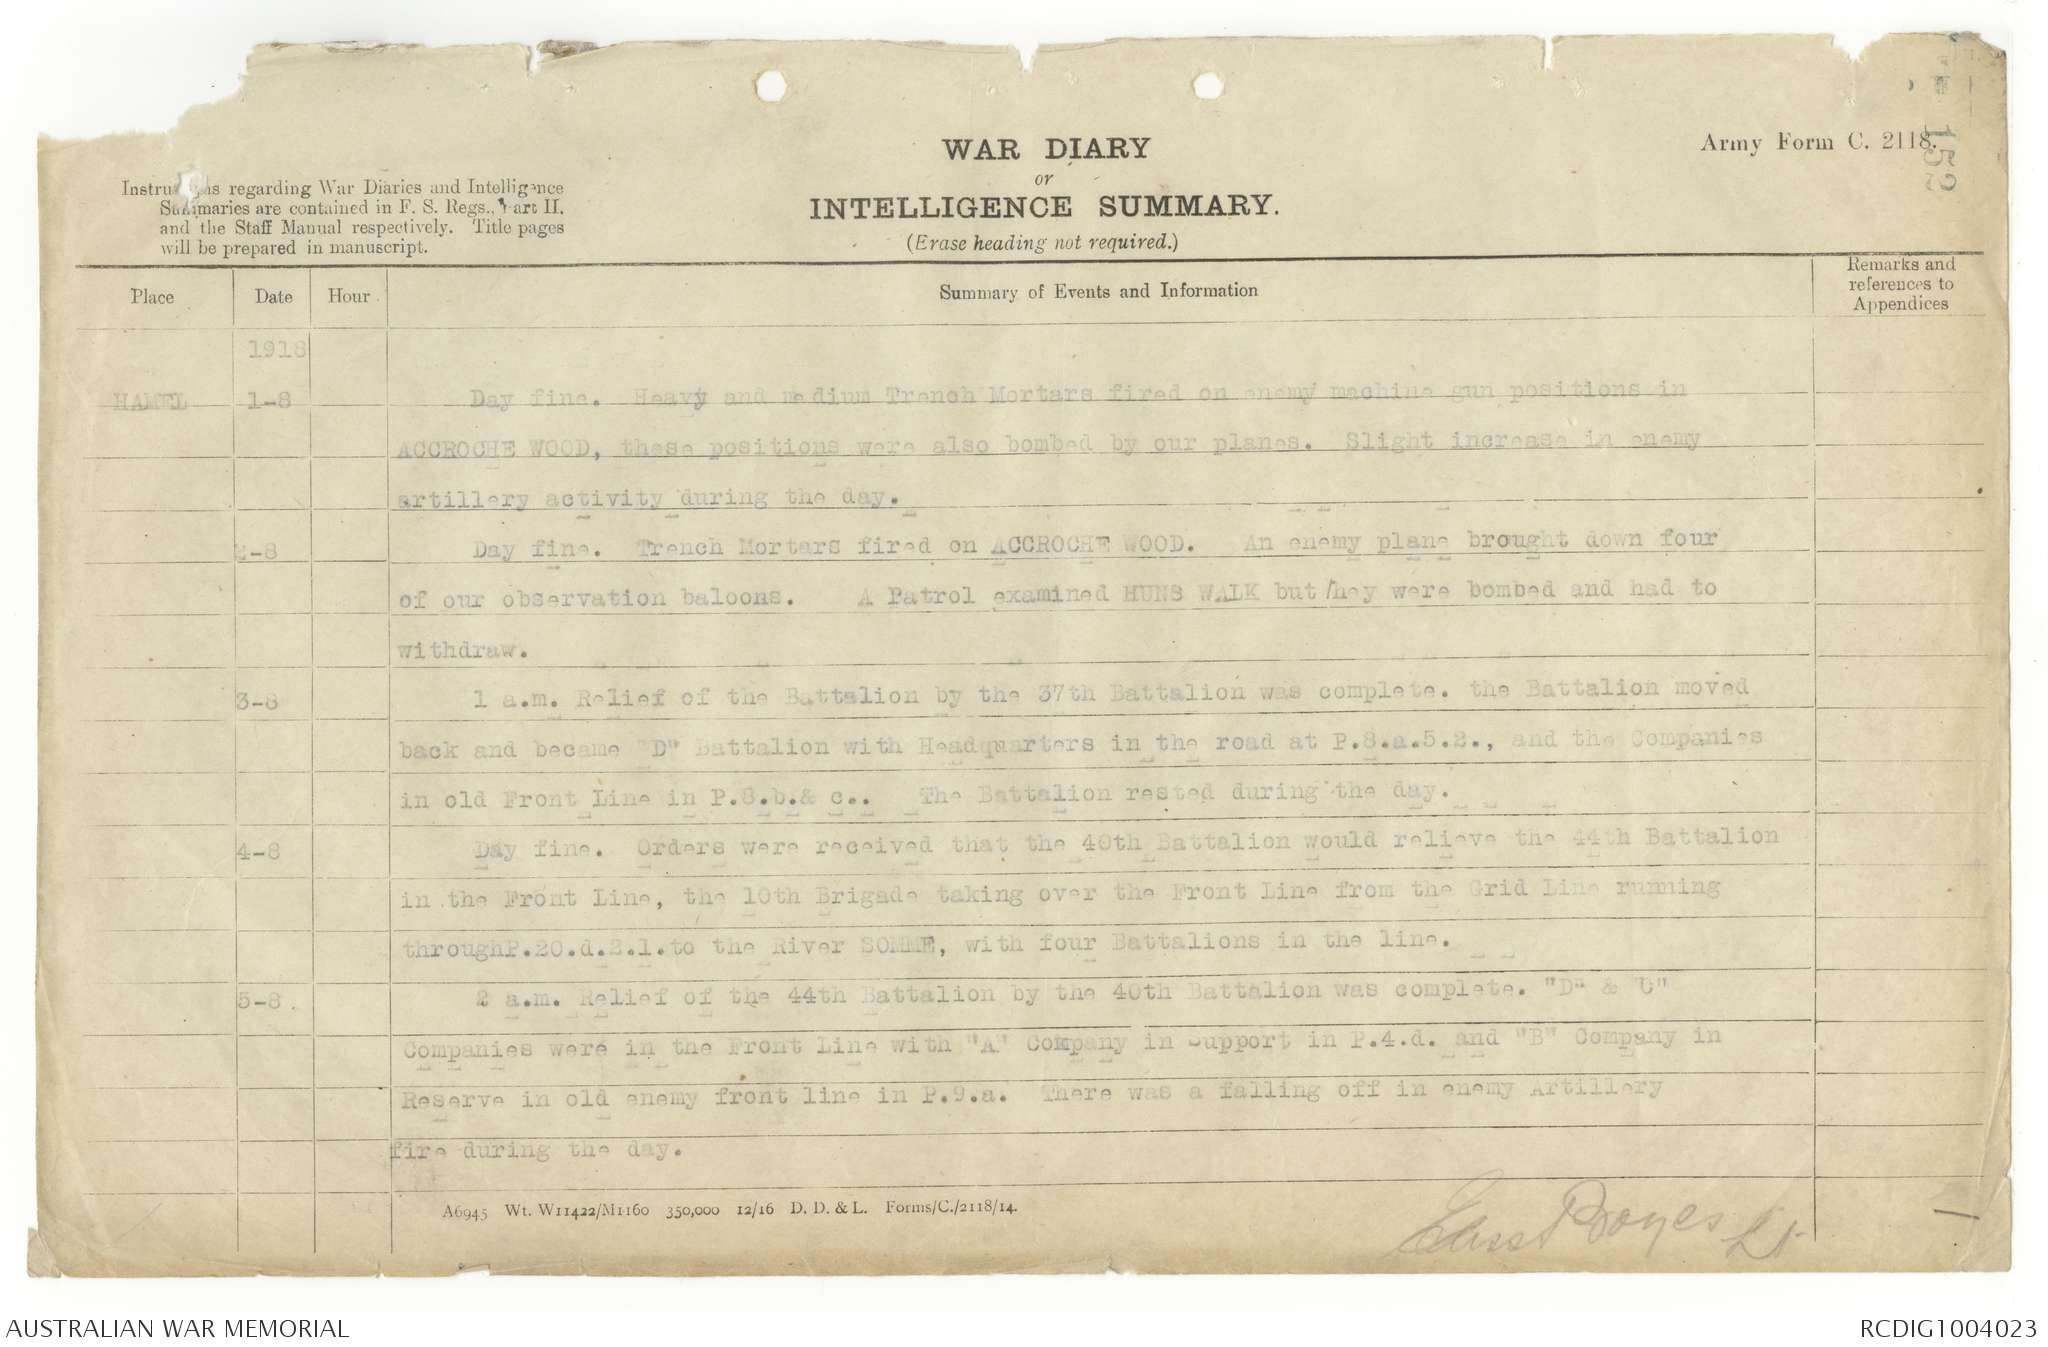 WAR DIARY
or
INTELLIGENCE SUMMARY.
(Erase heading not required.)
Army Form C. 2118.
Instructions regarding War Diaries and Intelligence
Summaries are contained in F. S. Regs., Part II.
and the Staff Manual respectively. Title pages
will be prepared in manuscript.
Place
Date
Hour
Summary of Events and Information
Remarks and
references to
Appendices
1918
HAMEL 1-8 Day fine. Heavy and medium Trench Mortars fired on enemy machine gun positions in
ACCROCHE WOOD, these positions were also bombed by our planes. Slight increase in enemy
artillery activity during the day.
2-8 Day fine. Trench Mortars fired on ACCROCHE WOOD. An enemy plane brought down four
of our observation baloons. A Patrol examined HUNS WALK but they were bombed and had to
withdraw.
3-8 1 a.m. Relief of the Battalion by the 37th Battalion was complete. the Battalion moved
back and became "D" Battalion with Headquarters in the road at P.8.a.5.2., and the Companies
in old Front Line in P.8.b.& c.. The Battalion rested during the day.
4-8 Day fine. Orders were received that the 40th Battalion would relieve the 44th Battalion
in the Front Line, the 10th Brigade taking over the Front Line from the Grid Line running
throughP.20.d.2.1.to the River SOMME, with four Battalions in the line.
5-8. 2 a.m. Relief of the 44th Battalion by the 40th Battalion was complete. "D" & "C"
Companies were in the Front Line with "A" Company in Support in P.4.d. and "B" Company in
Reserve in old enemy front line in P.9.a. There was a falling off in enemy Artillery
fire during the day.
A6945 Wt. W11422/M1160 350,000 12/16 D. D. & L. Forms/C./2118/14.
Boyes Lt
AUSTRALIAN WAR MEMORIAL
RCDIG1004023